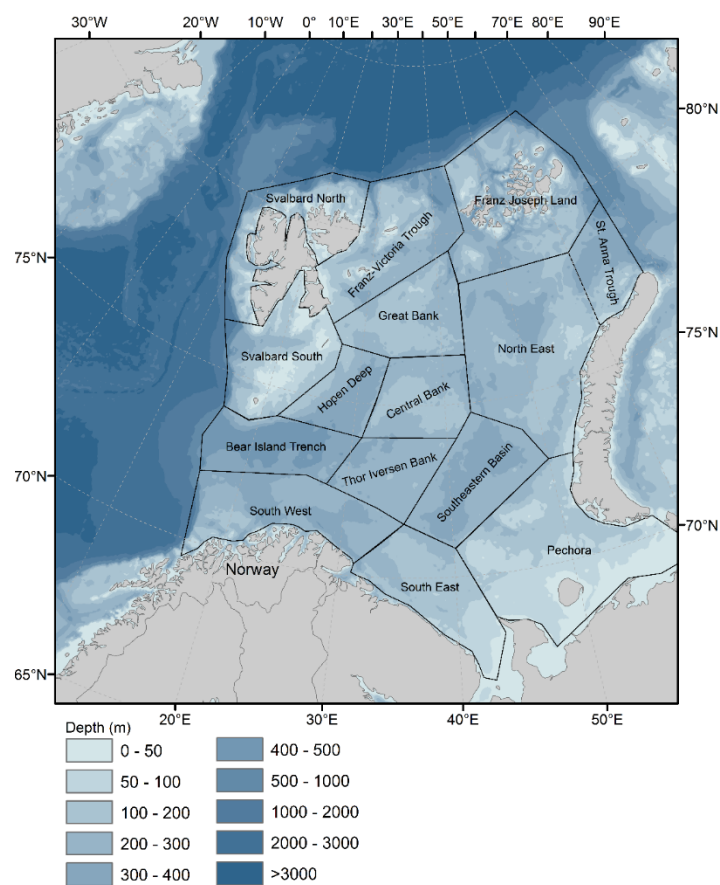 30°W 20°W 10°W 0° 10°E 20°E 30°E 40°E 50°E 60°E 70°E 80°E 90°E
80°N
Svalbard North
Franz Joseph Land
75°N
Franz-Victoria Trough
St. Anna Trough
Great Bank
75°N
Svalbard South
North East
Hopen Deep
Central Bank
Bear Island Trench
Thor Iversen Bank
Southeastern Basin
70°N
South West
70°N
Pechora
Norway
South East
65°N
20°E 30°E 40°E 50°E
Depth (m)
0 - 50
50 - 100
100 - 200
200 - 300
300 - 400
400 - 500
500 - 1000
1000 - 2000
2000 - 3000
>3000